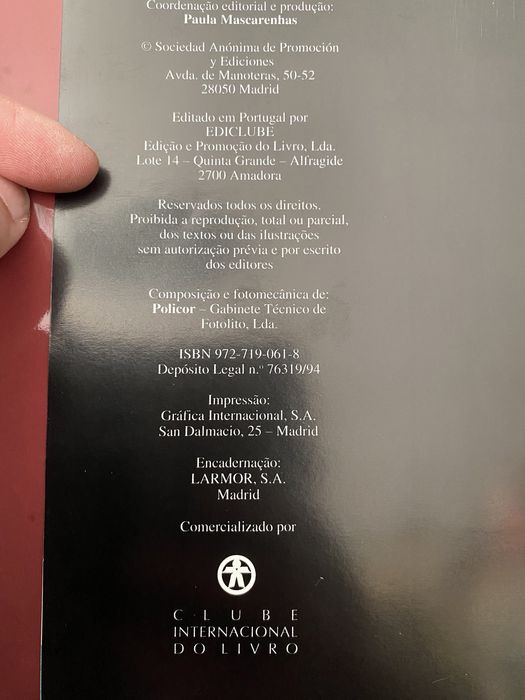 Coordenação editorial e produção:
Paula Mascarenhas
© Sociedad Anónima de Promoción
y Ediciones
Avda. de Manoteras, 50-52
28050 Madrid
Editado em Portugal por
EDICLUBE
Edição e Promoção do Livro, Lda.
Lote 14 – Quinta Grande – Alfragide
2700 Amadora
Reservados todos os direitos.
Proibida a reprodução, total ou parcial,
dos textos ou das ilustrações
sem autorização prévia e por escrito
dos editores
Composição e fotomecânica de:
Policor – Gabinete Técnico de
Fotolito, Lda.
ISBN 972-719-061-8
Depósito Legal n.º 76319/94
Impressão:
Gráfica Internacional, S.A.
San Dalmacio, 25 – Madrid
Encadernação:
LARMOR, S.A.
Madrid
Comercializado por
CLUBE
INTERNACIONAL
DO LIVRO